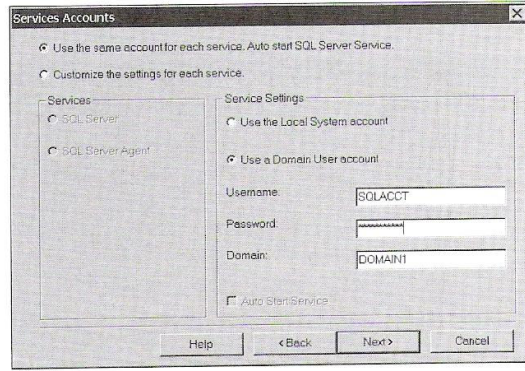 Services Accounts
Use the same account for each service. Auto start SQL Server Service.
Customize the settings for each service.
Services
SQL Server
SQL Server Agent
Service Settings
Use the Local System account
Use a Domain User account
Username:
SQLACCT
Password:
**********
Domain:
DOMAIN1
Auto Start Service
Help
< Back
Next >
Cancel